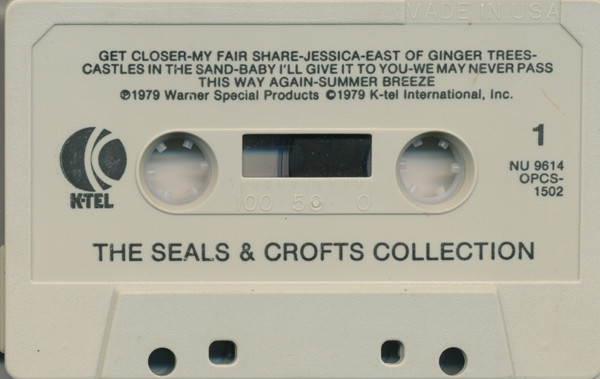 MADE IN USA
GET CLOSER-MY FAIR SHARE-JESSICA-EAST OF GINGER TREES-
CASTLES IN THE SAND-BABY I'LL GIVE IT TO YOU-WE MAY NEVER PASS
THIS WAY AGAIN-SUMMER BREEZE
℗1979 Warner Special Products ©1979 K-tel International, Inc.
1
NU 9614
OPCS-
1502
K-TEL
100 50 0
THE SEALS & CROFTS COLLECTION